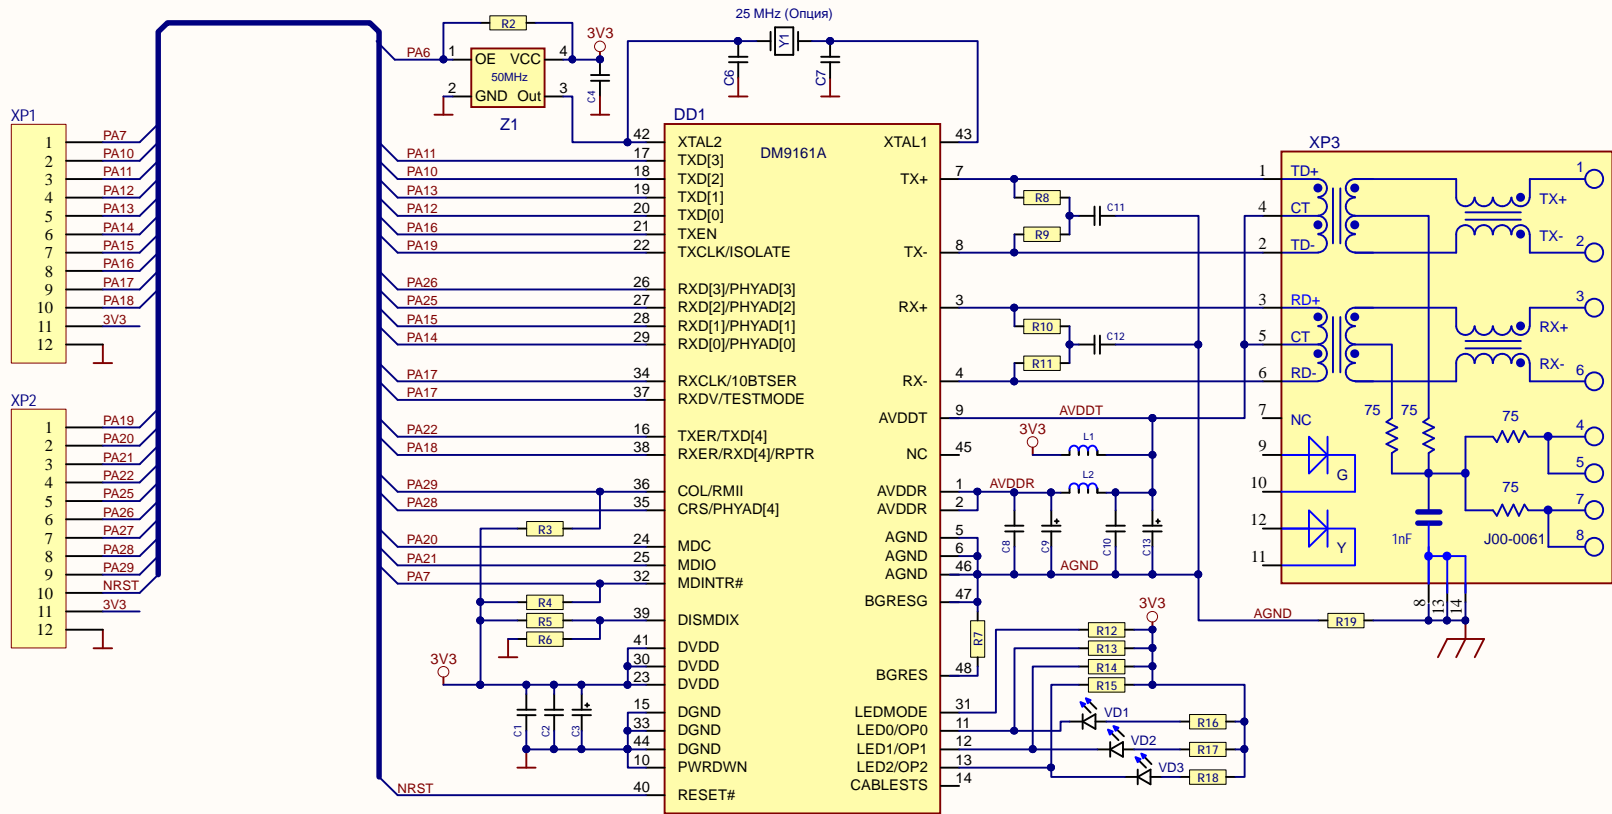 25 MHz (Опция)
R2
3V3
Y1
PA6
1 OE VCC 4
50MHz
2 GND Out 3
Z1
C4
C6
C7
XP1
1 PA7
2 PA10
3 PA11
4 PA12
5 PA13
6 PA14
7 PA15
8 PA16
9 PA17
10 PA18
11 3V3
12
XP2
1 PA19
2 PA20
3 PA21
4 PA22
5 PA25
6 PA26
7 PA27
8 PA28
9 PA29
10 NRST
11 3V3
12
DD1
DM9161A
42 XTAL2
PA11 17 TXD[3]
PA10 18 TXD[2]
PA13 19 TXD[1]
PA12 20 TXD[0]
PA16 21 TXEN
PA19 22 TXCLK/ISOLATE
PA26 26 RXD[3]/PHYAD[3]
PA25 27 RXD[2]/PHYAD[2]
PA15 28 RXD[1]/PHYAD[1]
PA14 29 RXD[0]/PHYAD[0]
PA17 34 RXCLK/10BTSER
PA17 37 RXDV/TESTMODE
PA22 16 TXER/TXD[4]
PA18 38 RXER/RXD[4]/RPTR
PA29 36 COL/RMII
PA28 35 CRS/PHYAD[4]
R3
PA20 24 MDC
PA21 25 MDIO
PA7 32 MDINTR#
R4
R5 39 DISMDIX
R6
3V3
41 DVDD
30 DVDD
23 DVDD
C1
C2
C3
15 DGND
33 DGND
44 DGND
10 PWRDWN
NRST 40 RESET#
XTAL1 43
TX+ 7
TX- 8
RX+ 3
RX- 4
AVDDT 9 AVDDT
NC 45
AVDDR 1 AVDDR
AVDDR 2
AGND 5
AGND 6
AGND 46 AGND
BGRESG 47
R7
BGRES 48
LEDMODE 31
LED0/OP0 11
LED1/OP1 12
LED2/OP2 13
CABLESTS 14
R8
R9
C11
R10
R11
C12
3V3
L1
L2
C8
C9
C10
C13
3V3
R12
R13
R14
R15
VD1 R16
VD2 R17
VD3 R18
AGND R19
XP3
1 TD+
4 CT
2 TD-
3 RD+
5 CT
6 RD-
7 NC
9
10
12
11
G
Y
TX+ 1
TX- 2
RX+ 3
RX- 6
75
75
75
75
4
5
7
8
1nF
J00-0061
8
13
14